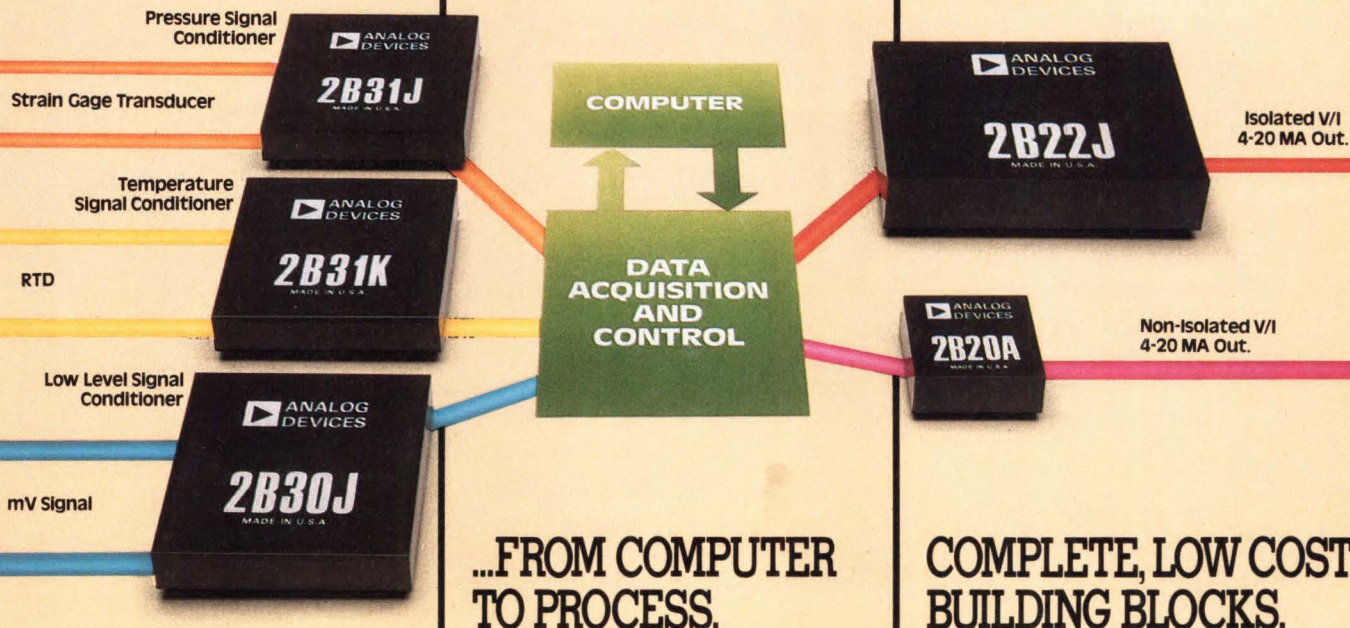 Pressure Signal
Conditioner
Strain Gage Transducer
ANALOG
DEVICES
2B31J
MADE IN U.S.A.
Temperature
Signal Conditioner
RTD
ANALOG
DEVICES
2B31K
MADE IN U.S.A.
Low Level Signal
Conditioner
mV Signal
ANALOG
DEVICES
2B30J
MADE IN U.S.A
COMPUTER
DATA
ACQUISITION
AND
CONTROL
...FROM COMPUTER
TO PROCESS.
ANALOG
DEVICES
2B22J
MADE IN U.S.A.
Isolated V/I
4-20 MA Out.
ANALOG
DEVICES
2B20A
MADE IN U.S.A
Non-Isolated V/I
4-20 MA Out.
COMPLETE, LOW COST
BUILDING BLOCKS.